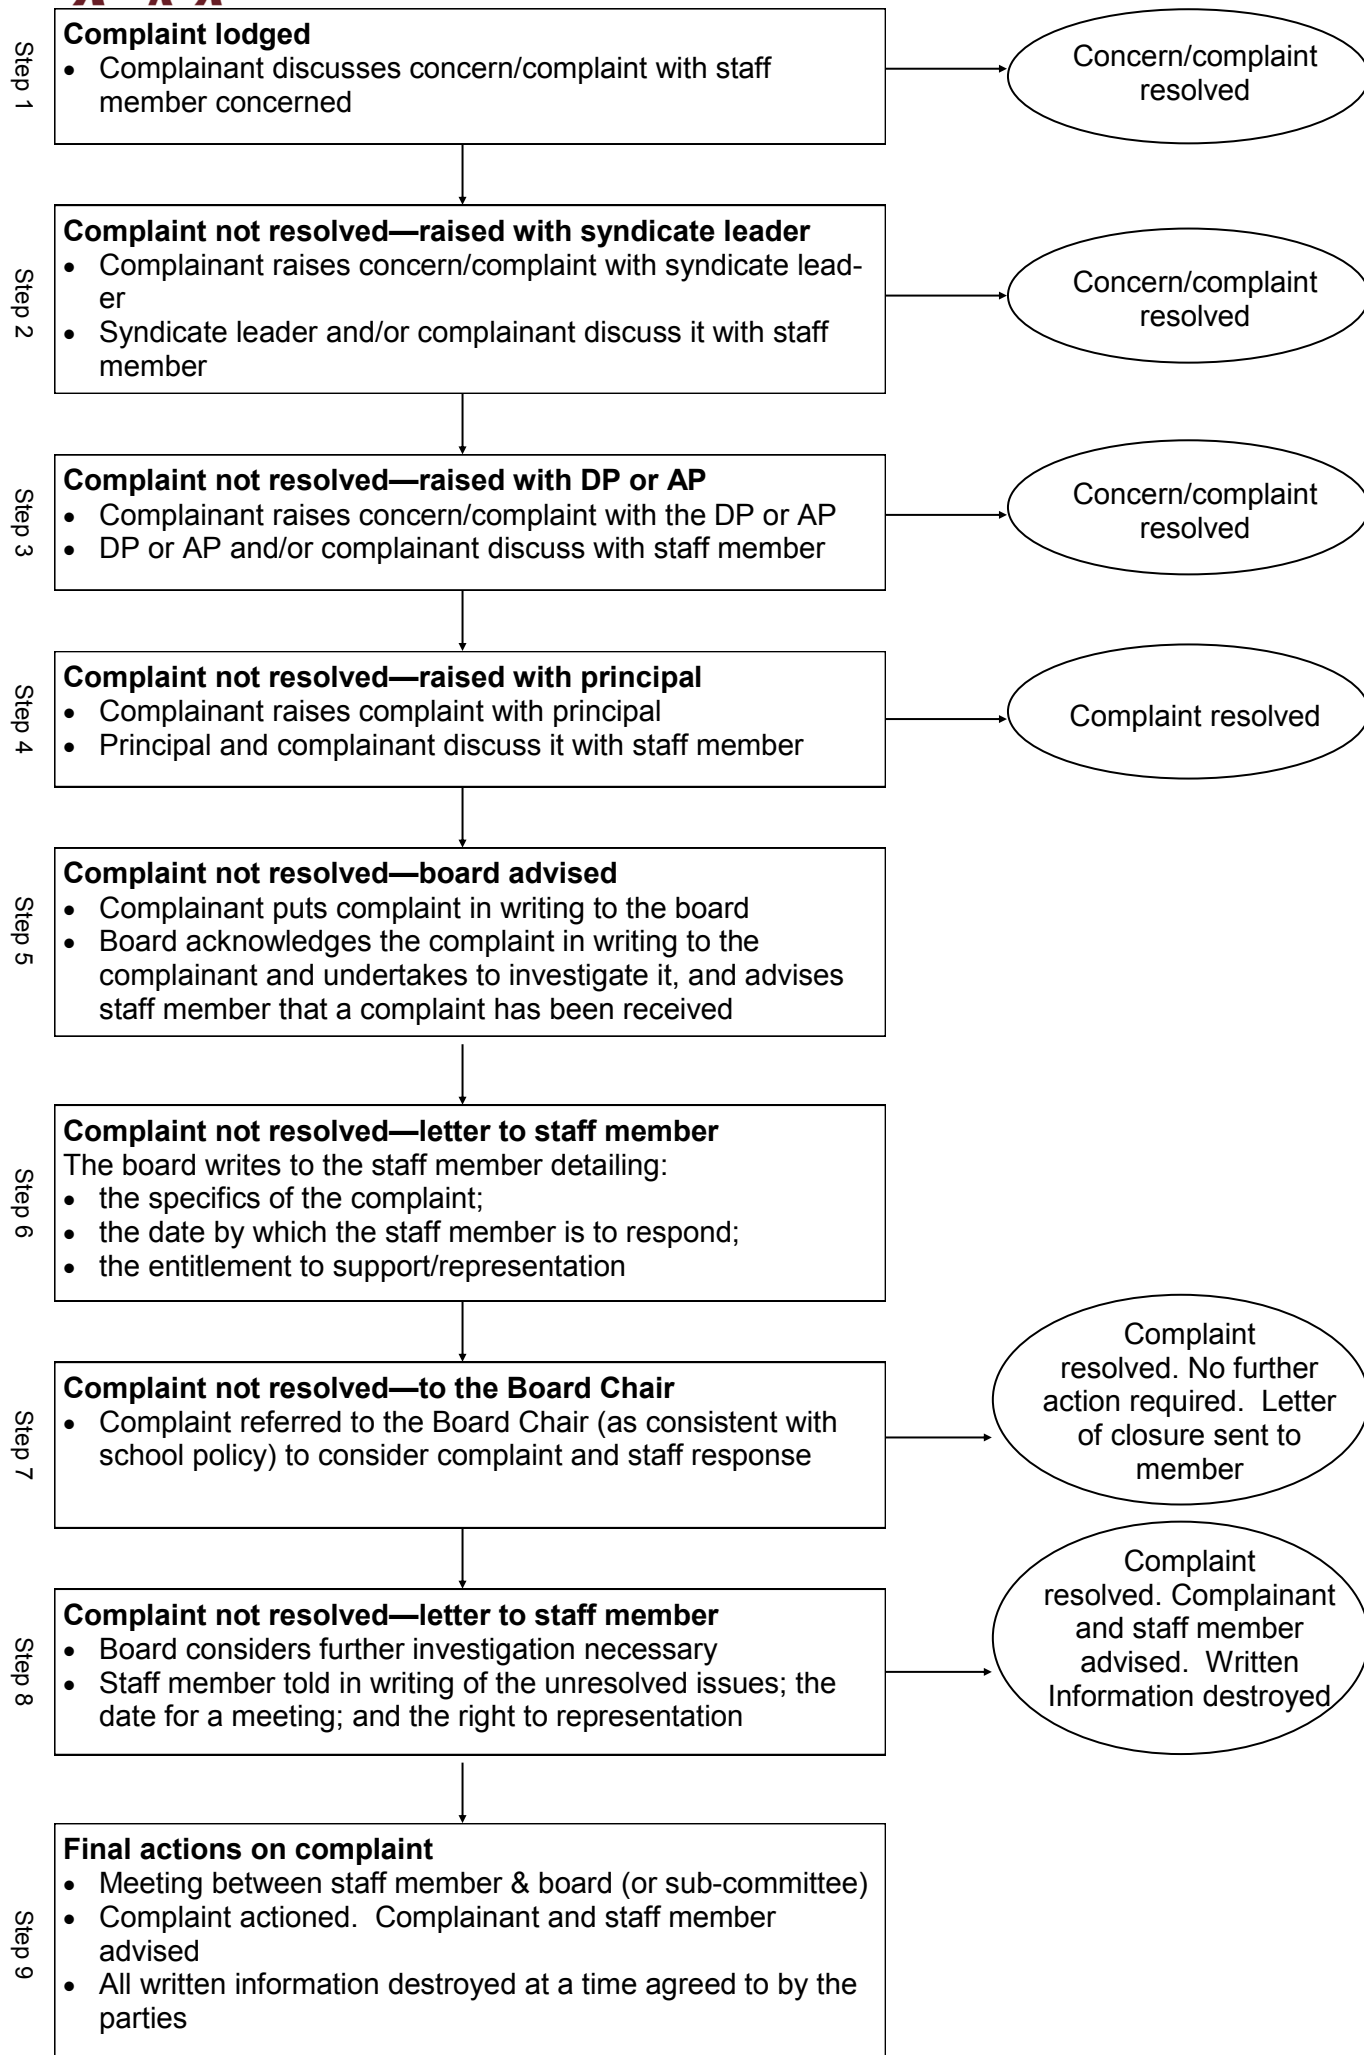 Step 1
Complaint lodged
• Complainant discusses concern/complaint with staff
member concerned
Concern/complaint
resolved
Step 2
Complaint not resolved—raised with syndicate leader
• Complainant raises concern/complaint with syndicate lead-
er
• Syndicate leader and/or complainant discuss it with staff
member
Concern/complaint
resolved
Step 3
Complaint not resolved—raised with DP or AP
• Complainant raises concern/complaint with the DP or AP
• DP or AP and/or complainant discuss with staff member
Concern/complaint
resolved
Step 4
Complaint not resolved—raised with principal
• Complainant raises complaint with principal
• Principal and complainant discuss it with staff member
Complaint resolved
Step 5
Complaint not resolved—board advised
• Complainant puts complaint in writing to the board
• Board acknowledges the complaint in writing to the
complainant and undertakes to investigate it, and advises
staff member that a complaint has been received
Step 6
Complaint not resolved—letter to staff member
The board writes to the staff member detailing:
• the specifics of the complaint;
• the date by which the staff member is to respond;
• the entitlement to support/representation
Step 7
Complaint not resolved—to the Board Chair
• Complaint referred to the Board Chair (as consistent with
school policy) to consider complaint and staff response
Complaint
resolved. No further
action required.  Letter
of closure sent to
member
Step 8
Complaint not resolved—letter to staff member
• Board considers further investigation necessary
• Staff member told in writing of the unresolved issues; the
date for a meeting; and the right to representation
Complaint
resolved. Complainant
and staff member
advised.  Written
Information destroyed
Step 9
Final actions on complaint
• Meeting between staff member & board (or sub-committee)
• Complaint actioned.  Complainant and staff member
advised
• All written information destroyed at a time agreed to by the
parties